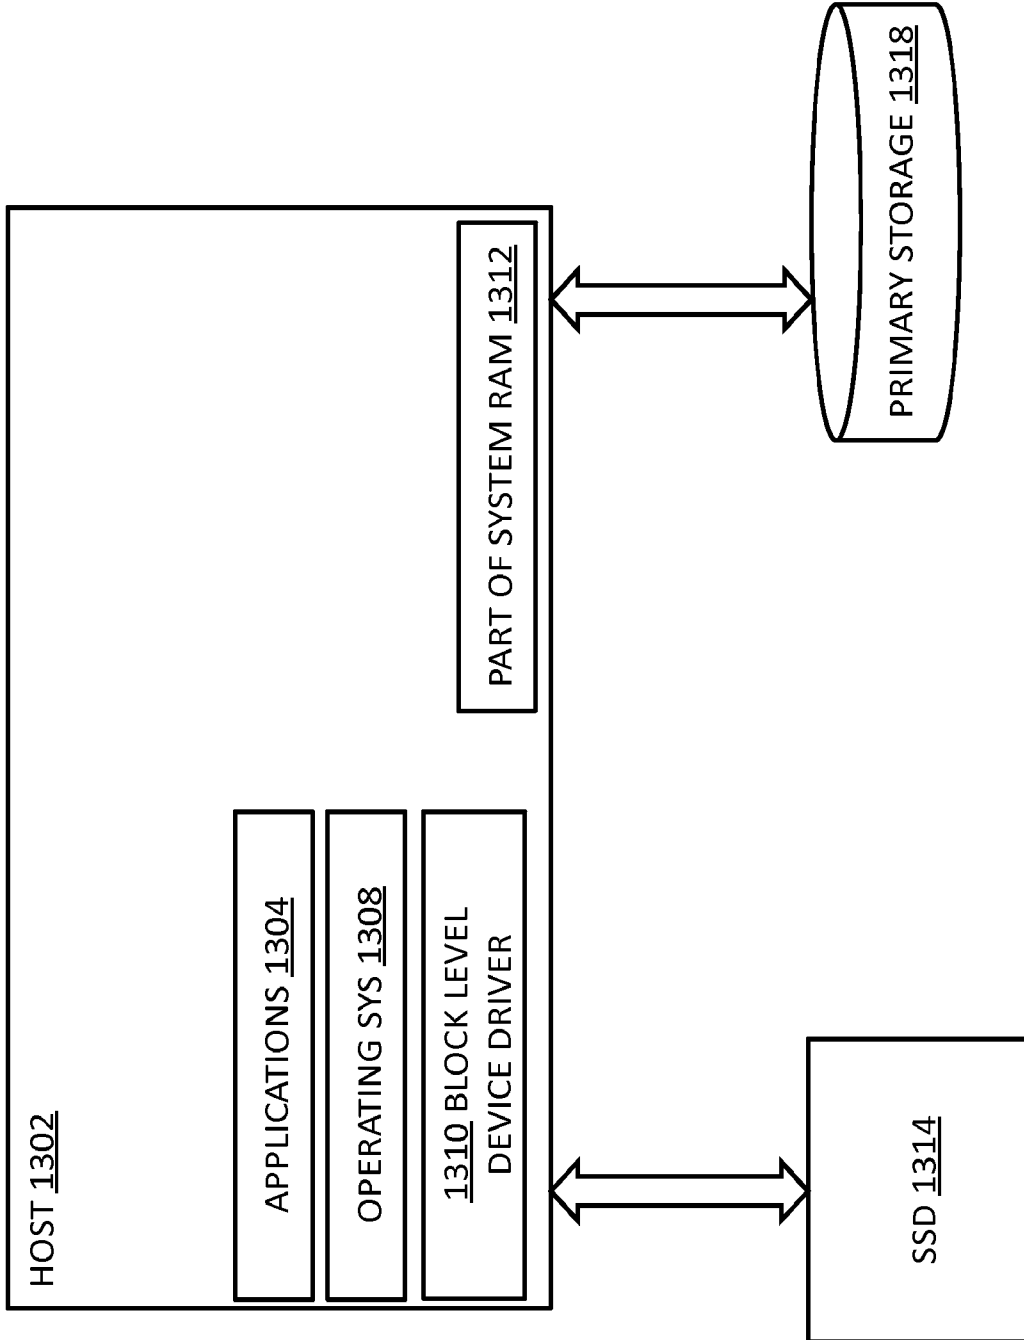 HOST 1302
APPLICATIONS 1304
OPERATING SYS 1308
1310 BLOCK LEVEL
DEVICE DRIVER
PART OF SYSTEM RAM 1312
SSD 1314
PRIMARY STORAGE 1318